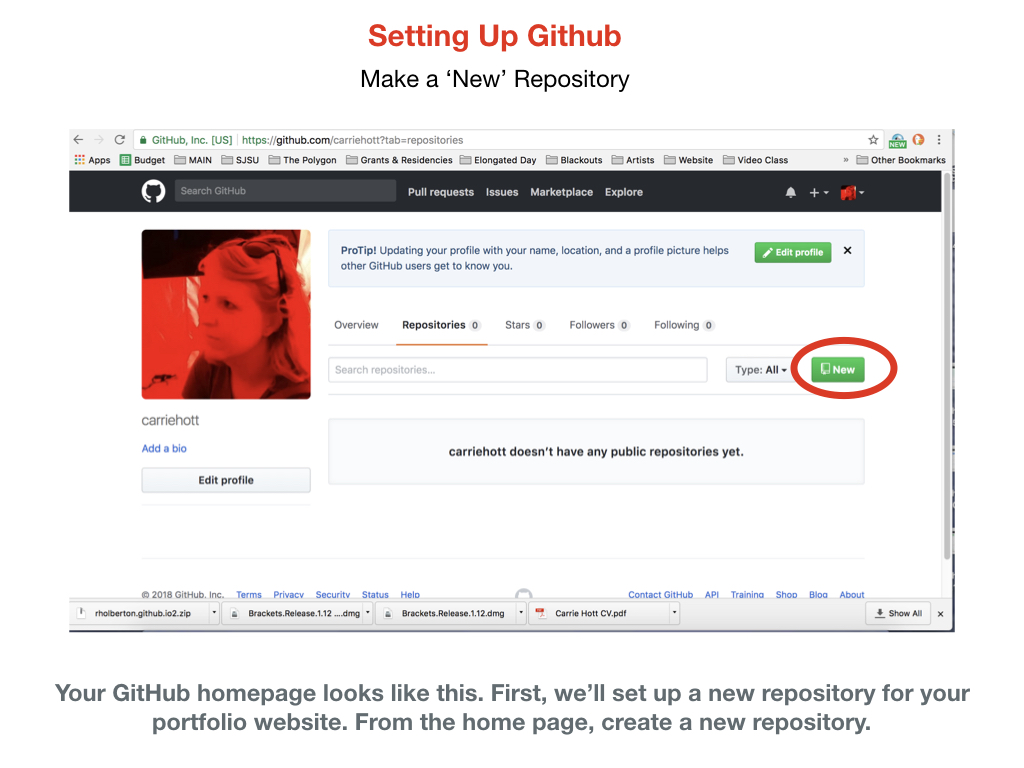 Setting Up Github
Make a ‘New’ Repository
GitHub, Inc. [US] https://github.com/carriehott?tab=repositories
NEW
Apps Budget MAIN SJSU The Polygon Grants & Residencies Elongated Day Blackouts Artists Website Video Class » Other Bookmarks
Search GitHub Pull requests Issues Marketplace Explore
ProTip! Updating your profile with your name, location, and a profile picture helps
other GitHub users get to know you.
Edit profile
Overview Repositories 0 Stars 0 Followers 0 Following 0
Search repositories... Type: All New
carriehott
Add a bio
Edit profile
carriehott doesn’t have any public repositories yet.
© 2018 GitHub, Inc. Terms Privacy Security Status Help Contact GitHub API Training Shop Blog About
rholberton.github.io2.zip Brackets.Release.1.12 ....dmg Brackets.Release.1.12.dmg Carrie Hott CV.pdf Show All
Your GitHub homepage looks like this. First, we’ll set up a new repository for your
portfolio website. From the home page, create a new repository.